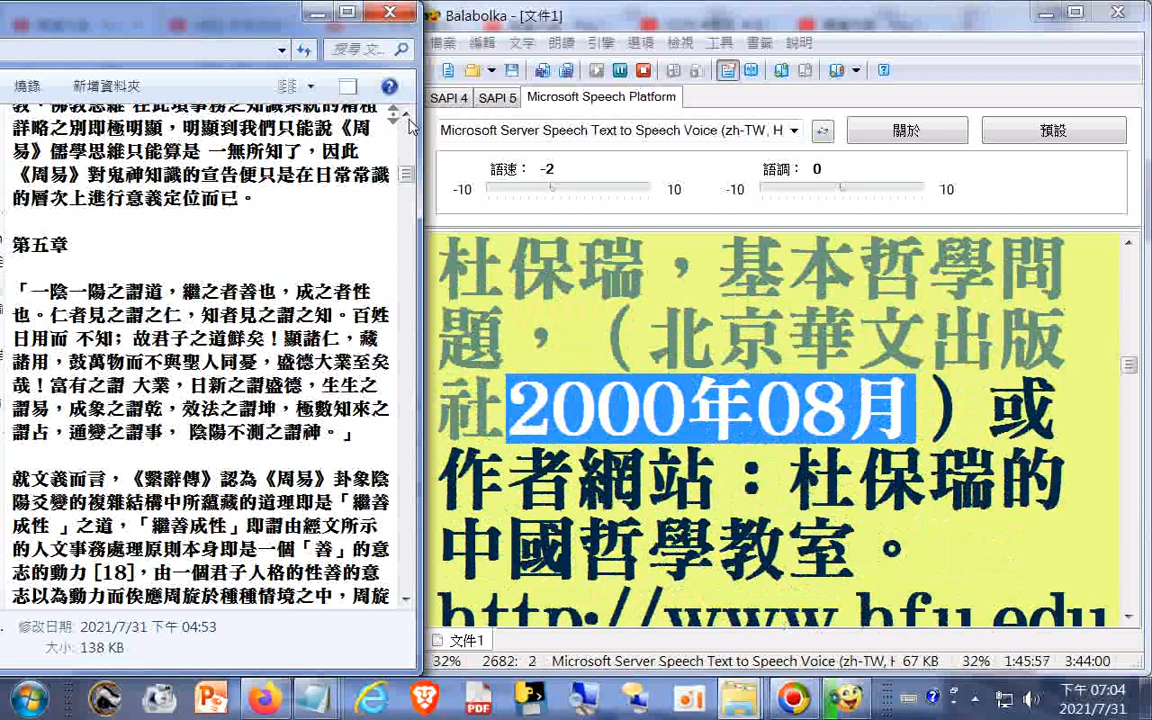 Balabolka - [文件1]
搜尋 文...
檔案 編輯 文字 朗讀 引擎 選項 檢視 工具 書籤 說明
燒錄 新增資料夾
SAPI 4 SAPI 5 Microsoft Speech Platform
Microsoft Server Speech Text to Speech Voice (zh-TW, H
關於 預設
語速： -2 語調： 0
-10 10 -10 10
詳略之別即極明顯，明顯到我們只能說《周
易》儒學思維只能算是 一無所知了，因此
《周易》對鬼神知識的宣告便只是在日常常識
的層次上進行意義定位而已。
第五章
「一陰一陽之謂道，繼之者善也，成之者性
也。仁者見之謂之仁，知者見之謂之知。百姓
日用而 不知；故君子之道鮮矣！顯諸仁，藏
諸用，鼓萬物而不與聖人同憂，盛德大業至矣
哉！富有之謂 大業，日新之謂盛德，生生之
謂易，成象之謂乾，效法之謂坤，極數知來之
謂占，通變之謂事， 陰陽不測之謂神。」
就文義而言，《繫辭傳》認為《周易》卦象陰
陽爻變的複雜結構中所蘊藏的道理即是「繼善
成性 」之道，「繼善成性」即謂由經文所示
的人文事務處理原則本身即是一個「善」的意
志的動力 [18]，由一個君子人格的性善的意
志以為動力而俟應周旋於種種情境之中，周旋
修改日期: 2021/7/31 下午 04:53
大小: 138 KB
杜保瑞，基本哲學問
題，（北京華文出版
社2000年08月）或
作者網站：杜保瑞的
中國哲學教室。
http://www.hfu.edu
文件1
32% 2682: 2 Microsoft Server Speech Text to Speech Voice (zh-TW, H 67 KB 32% 1:45:57 3:44:00
下午 07:04
2021/7/31